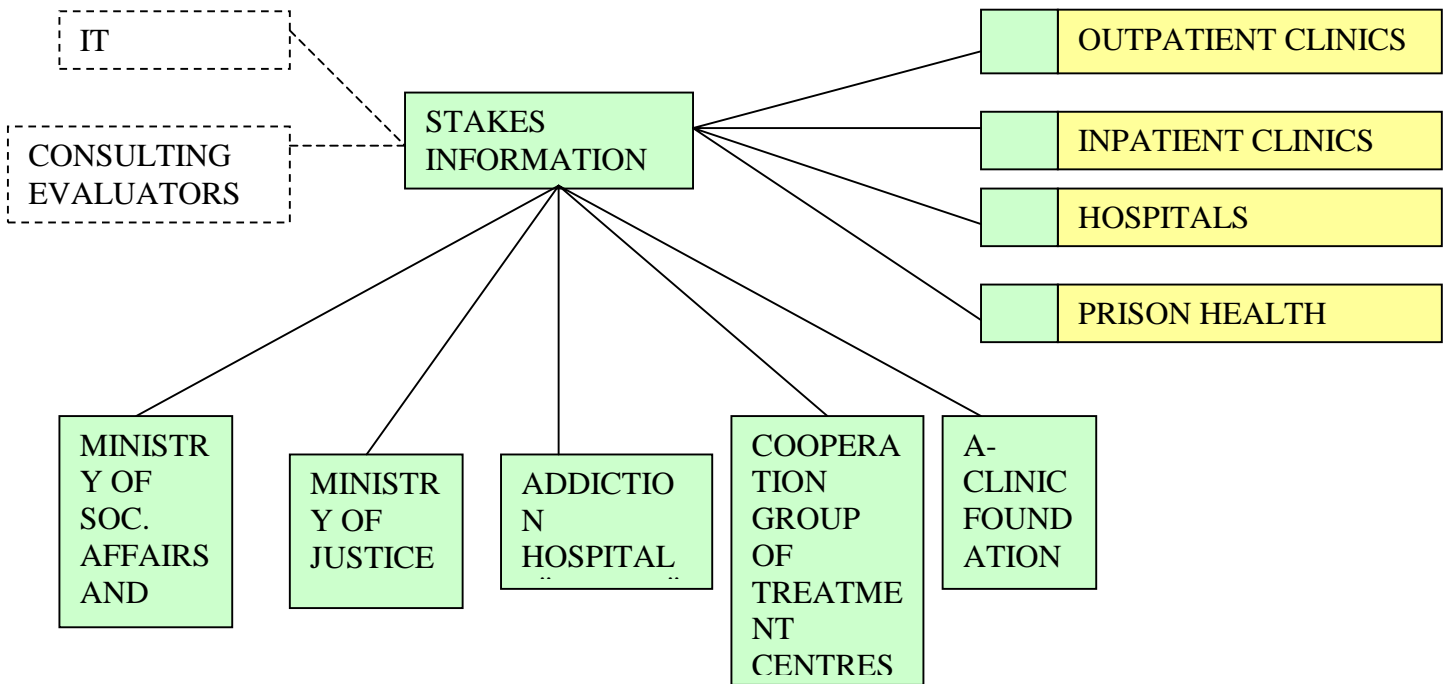 IT
CONSULTING
EVALUATORS
STAKES
INFORMATION
OUTPATIENT CLINICS
INPATIENT CLINICS
HOSPITALS
PRISON HEALTH
MINISTR
Y OF
SOC.
AFFAIRS
AND
MINISTR
Y OF
JUSTICE
ADDICTIO
N
HOSPITAL
COOPERA
TION
GROUP
OF
TREATME
NT
CENTRES
A-
CLINIC
FOUND
ATION